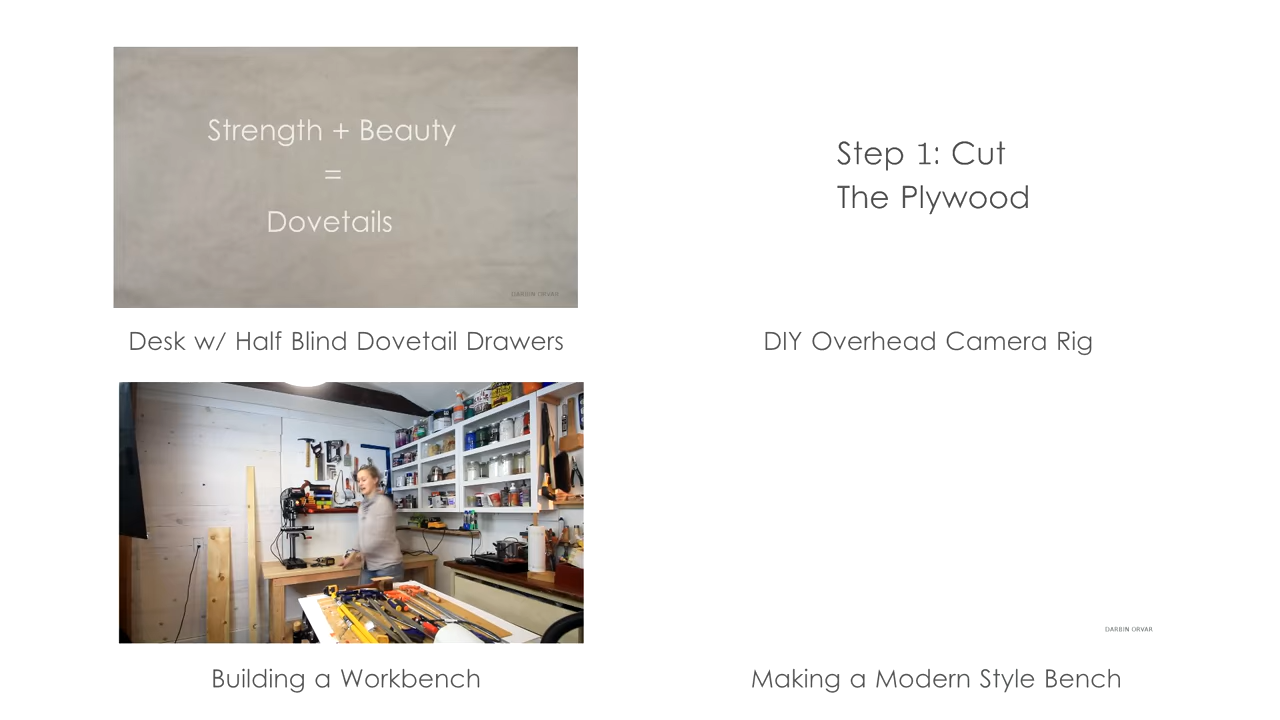 Strength + Beauty
=
Dovetails
DARBIN ORVAR
Desk w/ Half Blind Dovetail Drawers
Step 1: Cut
The Plywood
DIY Overhead Camera Rig
Building a Workbench
DARBIN ORVAR
Making a Modern Style Bench